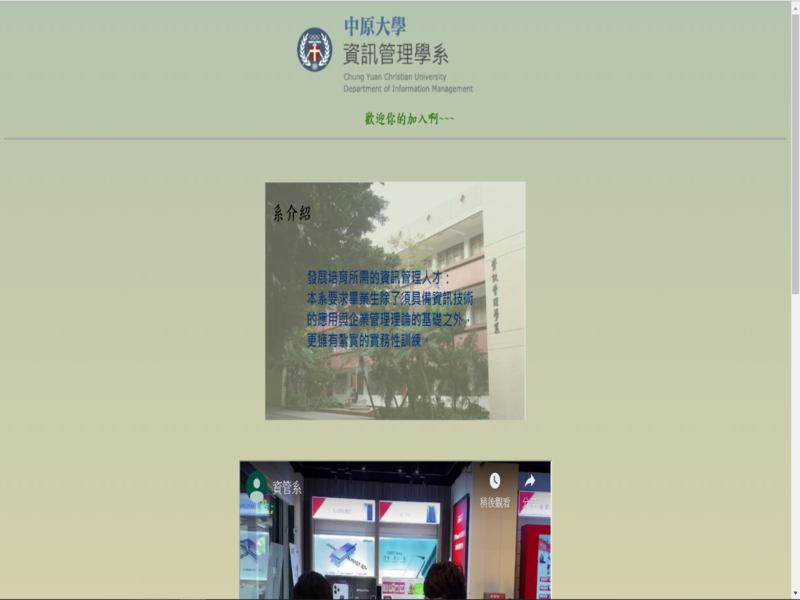 中原大學
資訊管理學系
Chung Yuan Christian University
Department of Information Management
歡迎你的加入啊~~~
系介紹
發展培育所需的資訊管理人才：
本系要求畢業生除了須具備資訊技術
的應用與企業管理理論的基礎之外，
更擁有紮實的實務性訓練。
資訊管理學系
資管系
稍後觀看